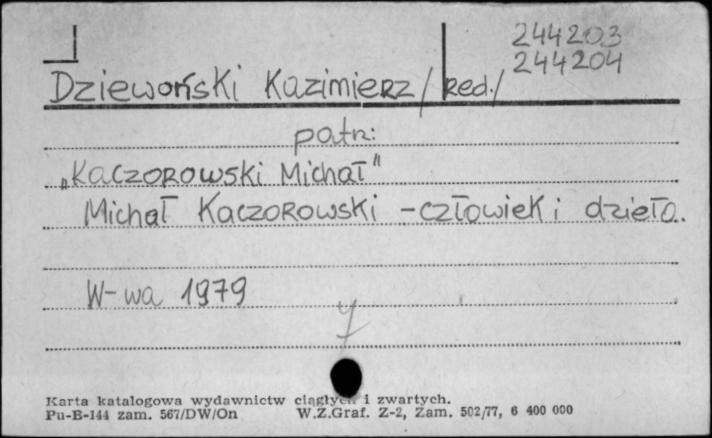 244203
244204
Dziewoński Kazimierz /Red./
patrz:
„Kaczorowski Michał"
Michał Kaczorowski - człowiek i dzieło.
W-wa 1979
Karta katalogowa wydawnictw ciągłych i zwartych.
Pu-B-144 zam. 567/DW/On W.Z.Graf. Z-2, Zam. 502/77, 6 400 000